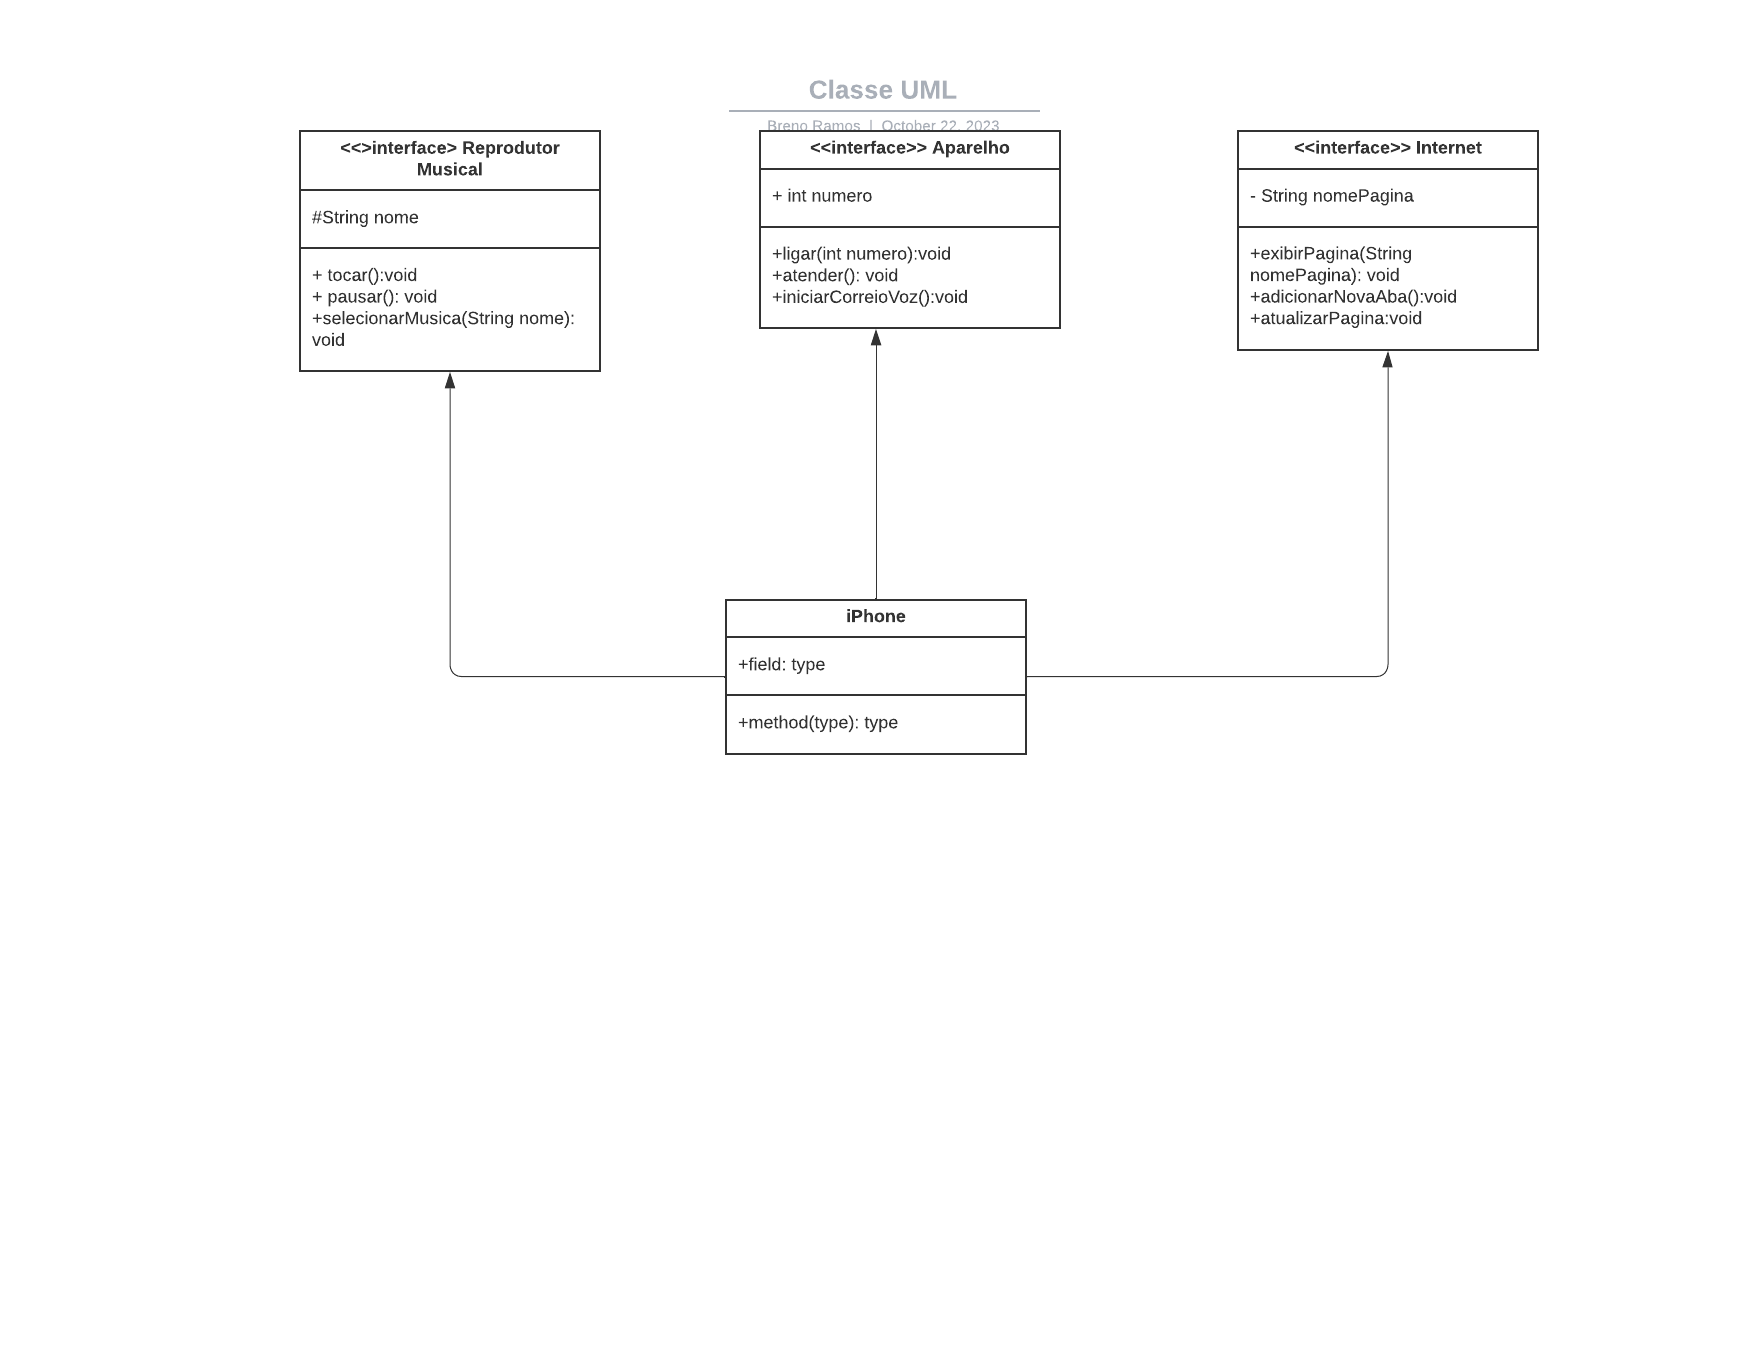 Classe UML
Breno Ramos | October 22, 2023
<<>interface> Reprodutor
Musical
#String nome
+ tocar():void
+ pausar(): void
+selecionarMusica(String nome):
void
<<interface>> Aparelho
+ int numero
+ligar(int numero):void
+atender(): void
+iniciarCorreioVoz():void
<<interface>> Internet
- String nomePagina
+exibirPagina(String
nomePagina): void
+adicionarNovaAba():void
+atualizarPagina:void
iPhone
+field: type
+method(type): type